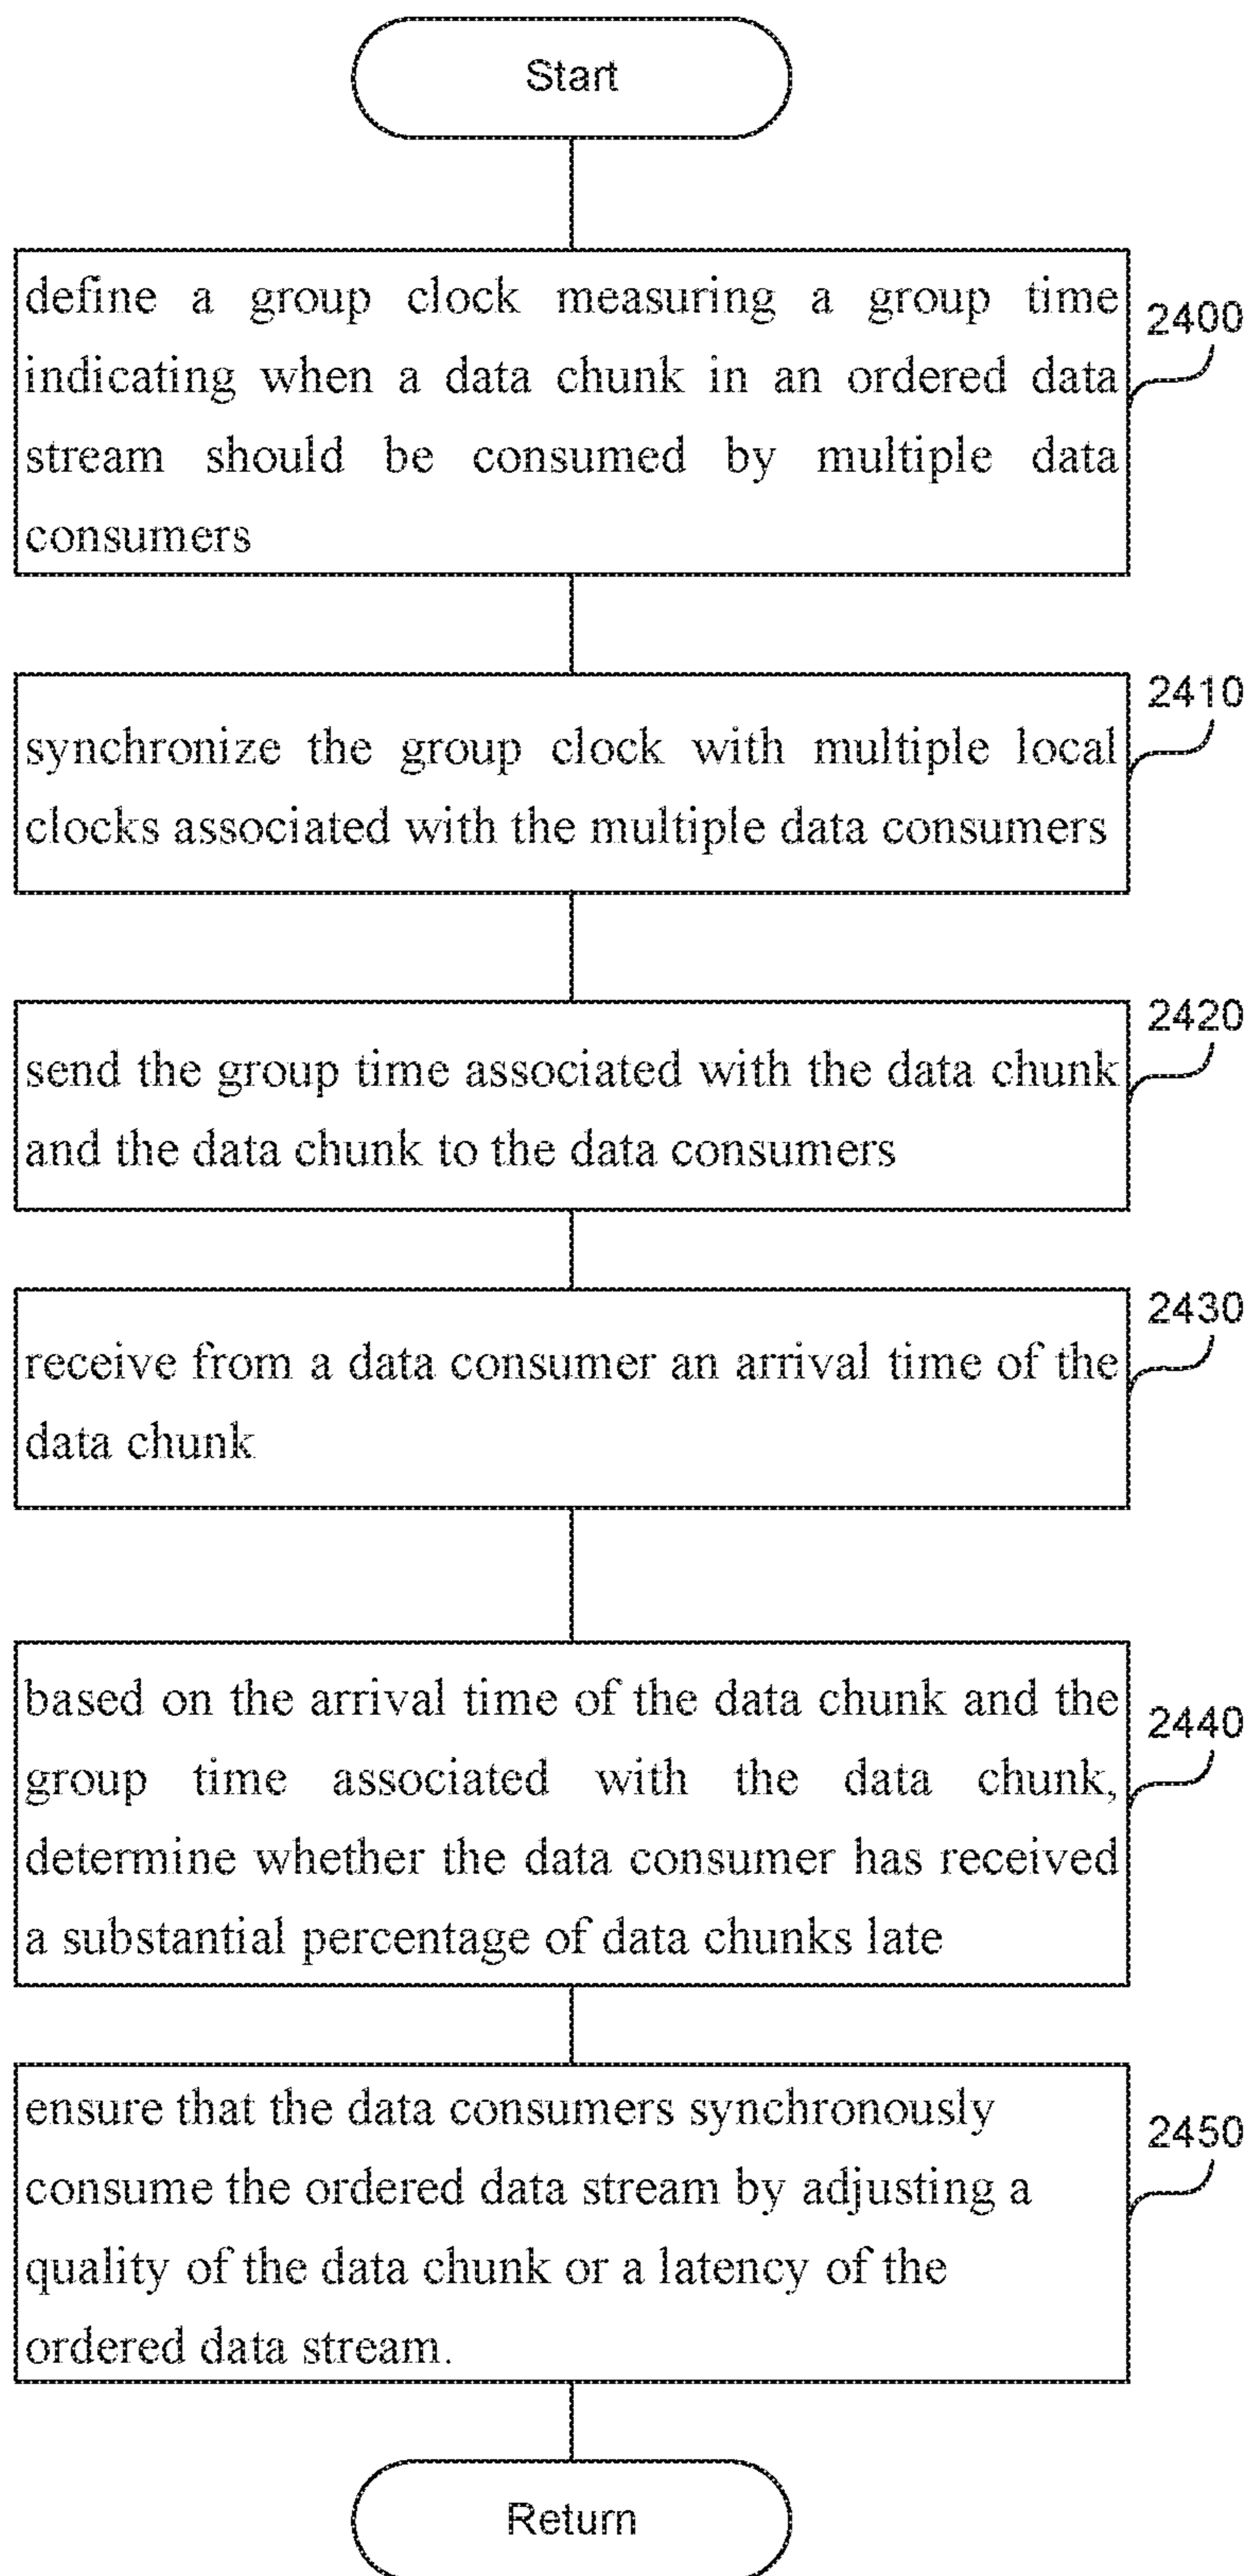 Start
define a group clock measuring a group time
2400
indicating when a data chunk in an ordered data
stream should be consumed by multiple data
consumers
2410
synchronize the group clock with multiple local
clocks associated with the multiple data consumers
2420
send the group time associated with the data chunk
and the data chunk to the data consumers
2430
receive from a data consumer an arrival time of the
data chunk
based on the arrival time of the data chunk and the
2440
group time associated with the data chunk,
determine whether the data consumer has received
a substantial percentage of data chunks late
ensure that the data consumers synchronously
2450
consume the ordered data stream by adjusting a
quality of the data chunk or a latency of the
ordered data stream.
Return